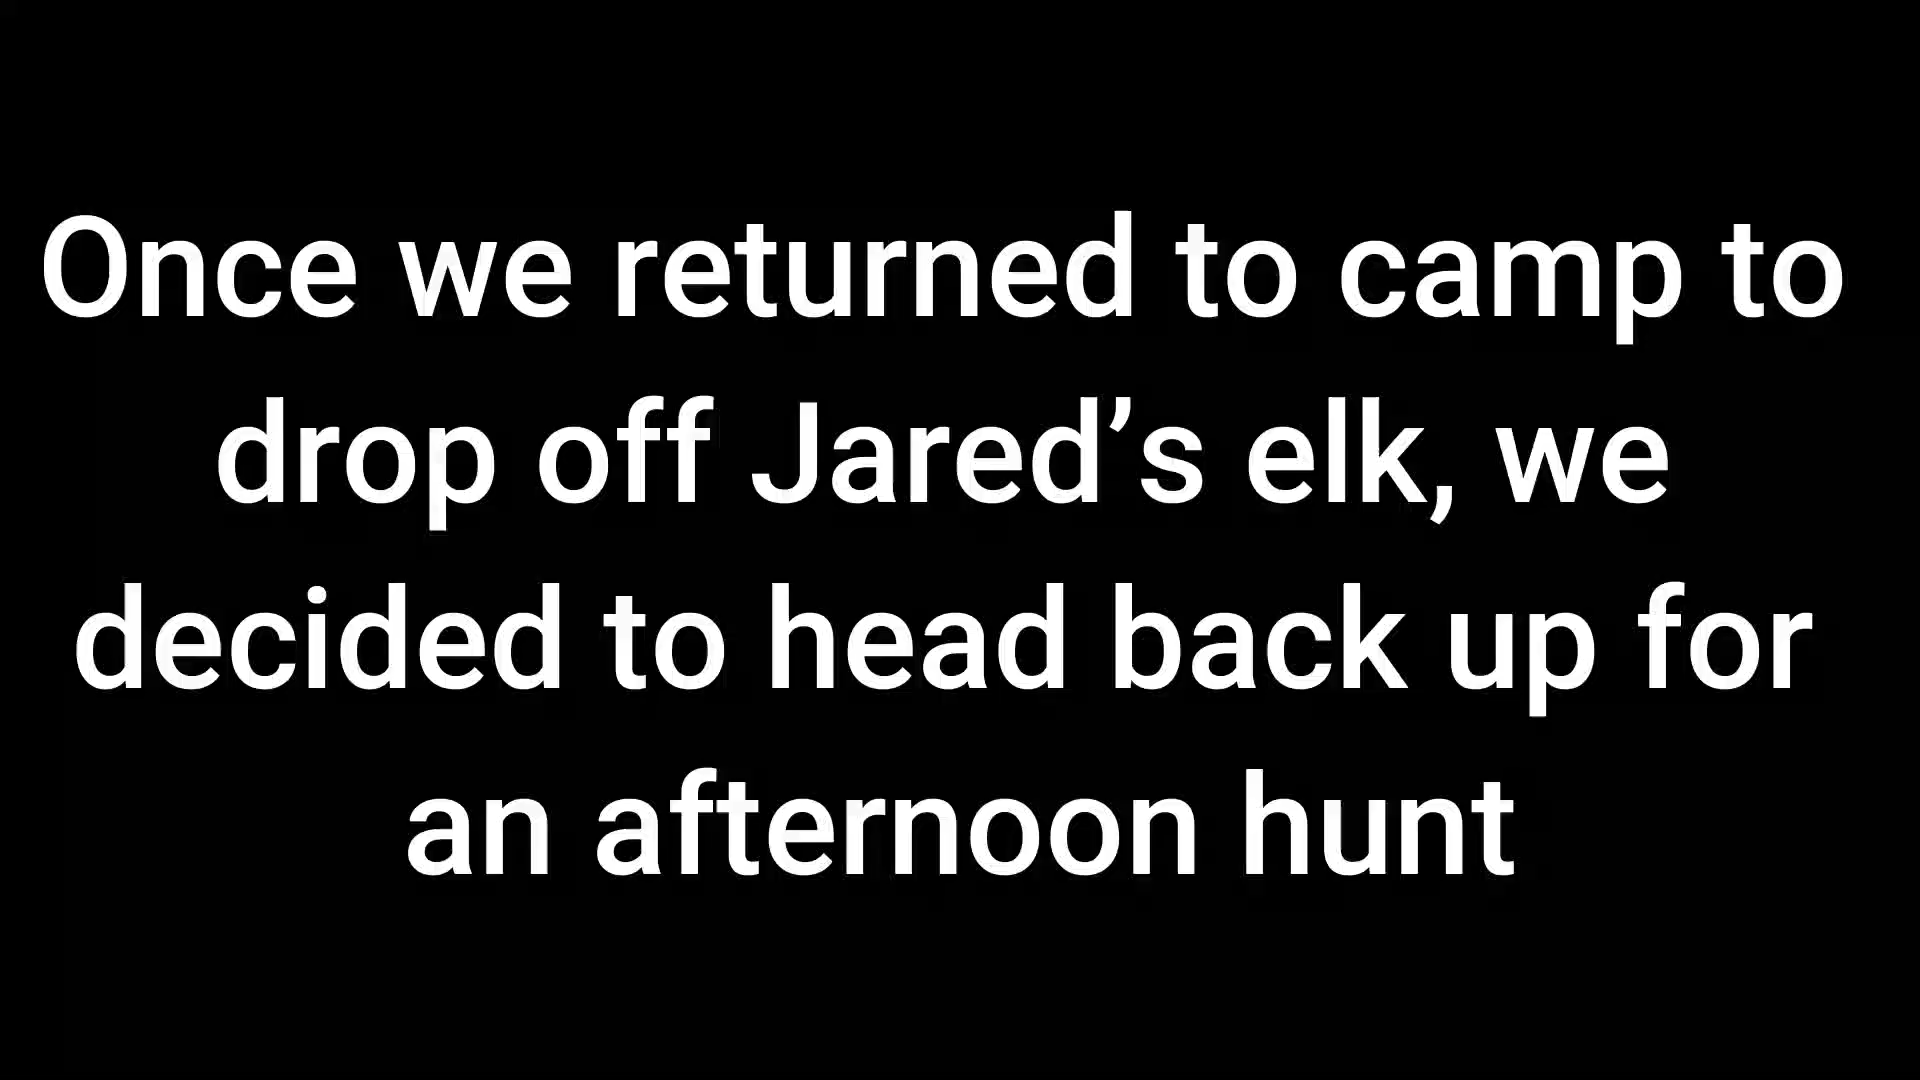 Once we returned to camp to
drop off Jared’s elk, we
decided to head back up for
an afternoon hunt